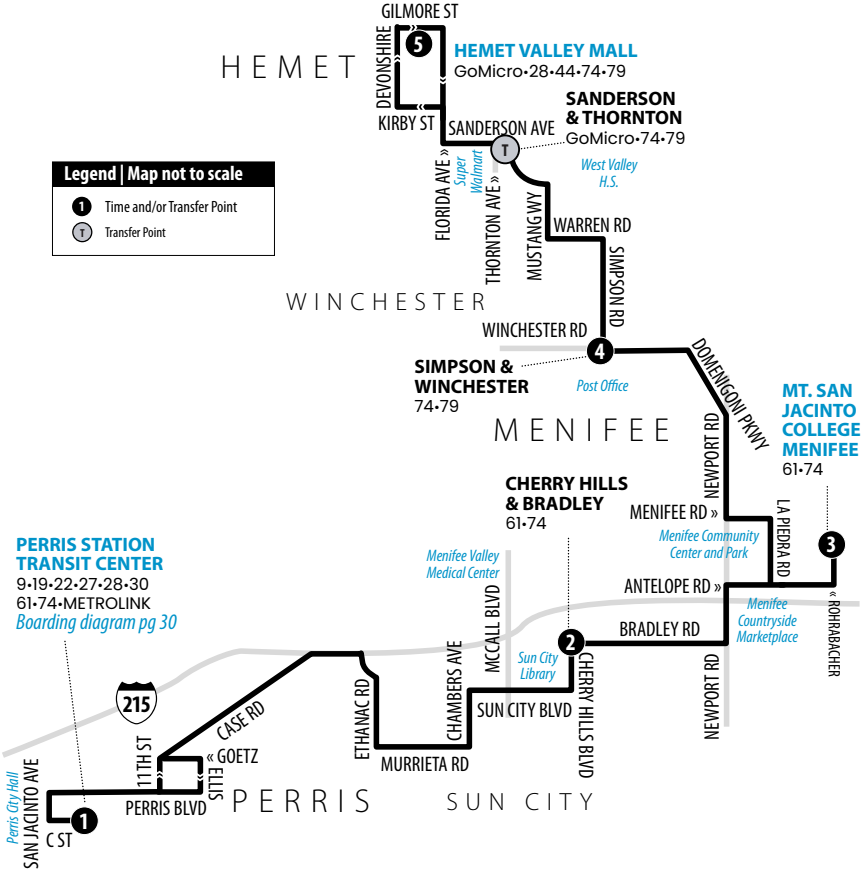 GILMORE ST
5
HEMET VALLEY MALL
GoMicro•28•44•74•79
HEMET
DEVONSHIRE
KIRBY ST
SANDERSON AVE
SANDERSON
& THORNTON
GoMicro•74•79
T
Super
Walmart
West Valley
H.S.
FLORIDA AVE »
THORNTON AVE »
MUSTANG WY
WARREN RD
SIMPSON RD
Legend | Map not to scale
1 Time and/or Transfer Point
T Transfer Point
WINCHESTER
WINCHESTER RD
4
SIMPSON &
WINCHESTER
74•79
Post Office
DOMENIGONI PKWY
MENIFEE
NEWPORT RD
MT. SAN
JACINTO
COLLEGE
MENIFEE
61•74
CHERRY HILLS
& BRADLEY
61•74
MENIFEE RD »
LA PIEDRA RD
3
Menifee Community
Center and Park
ANTELOPE RD »
« ROHRABACHER
Menifee
Countryside
Marketplace
PERRIS STATION
TRANSIT CENTER
9•19•22•27•28•30
61•74•METROLINK
Boarding diagram pg 30
Menifee Valley
Medical Center
MCCALL BLVD
BRADLEY RD
2
Sun City
Library
CHAMBERS AVE
SUN CITY BLVD
CHERRY HILLS BLVD
NEWPORT RD
215
CASE RD
ETHANAC RD
MURRIETA RD
11TH ST
« GOETZ
ELLIS
PERRIS BLVD
PERRIS
SUN CITY
Perris City Hall
SAN JACINTO AVE
C ST
1